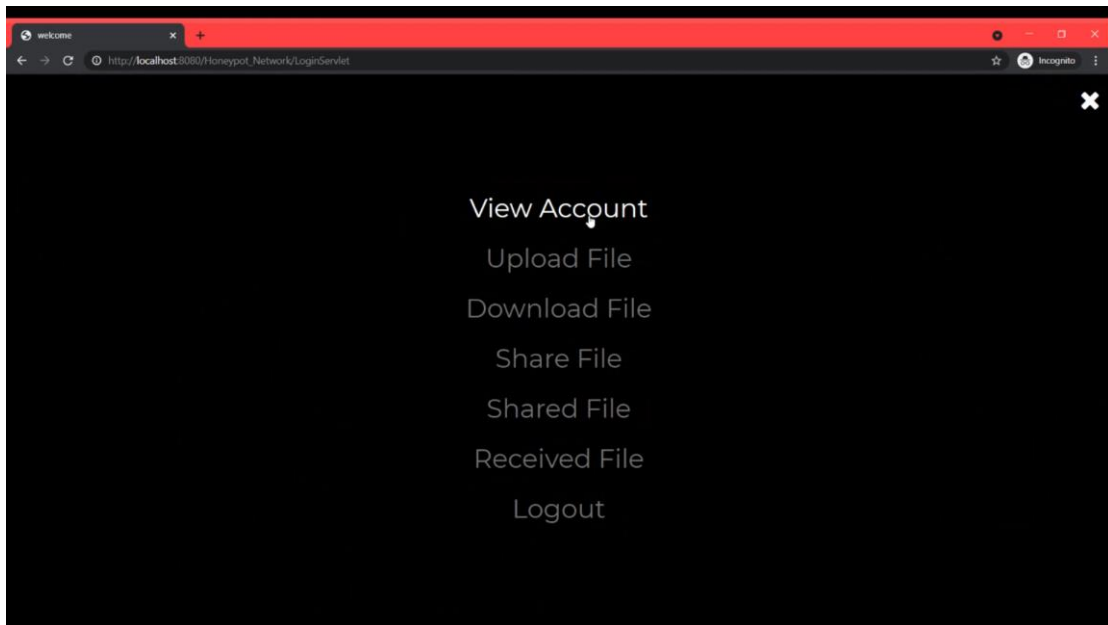 welcome
http://localhost:8080/Honeypot_Network/LoginServlet
Incognito
View Account
Upload File
Download File
Share File
Shared File
Received File
Logout